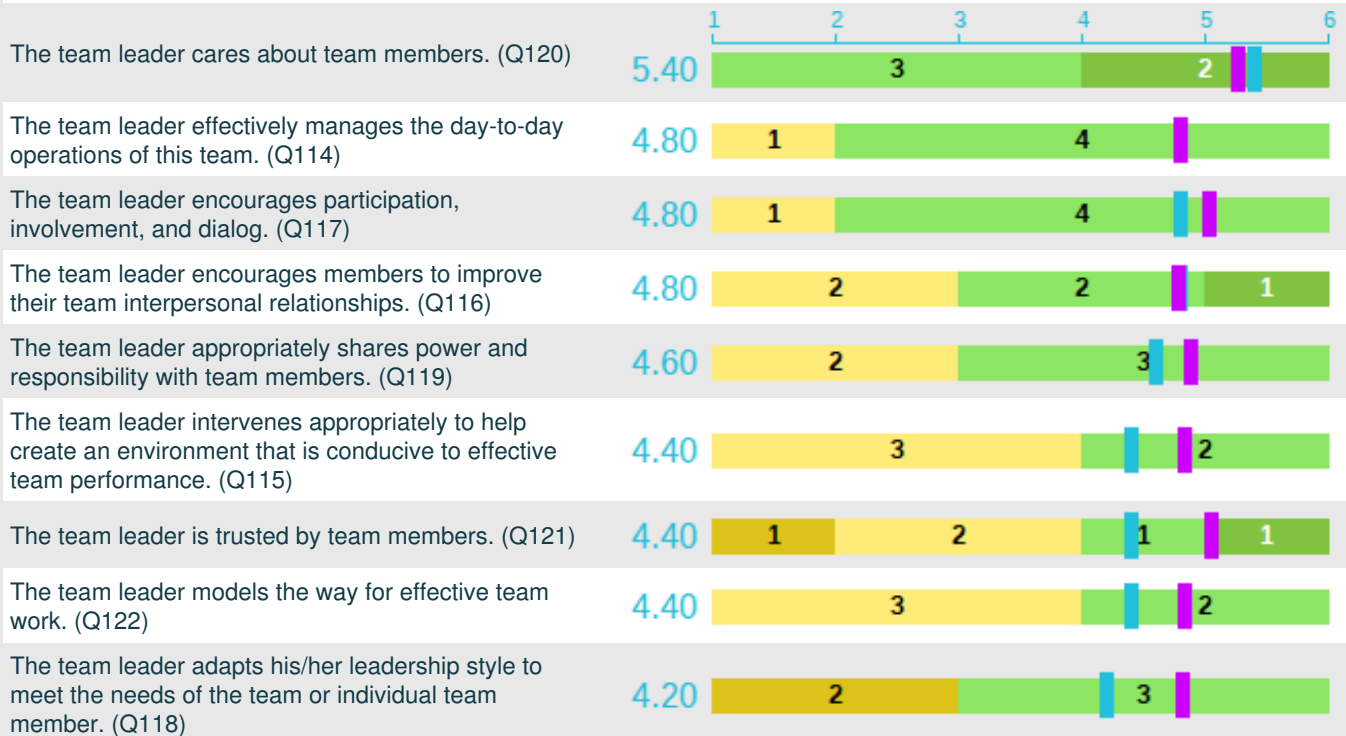 1 2 3 4 5 6
The team leader cares about team members. (Q120)
5.40
3 2
The team leader effectively manages the day-to-day
operations of this team. (Q114)
4.80
1 4
The team leader encourages participation,
involvement, and dialog. (Q117)
4.80
1 4
The team leader encourages members to improve
their team interpersonal relationships. (Q116)
4.80
2 2 1
The team leader appropriately shares power and
responsibility with team members. (Q119)
4.60
2 3
The team leader intervenes appropriately to help
create an environment that is conducive to effective
team performance. (Q115)
4.40
3 2
The team leader is trusted by team members. (Q121)
4.40
1 2 1 1
The team leader models the way for effective team
work. (Q122)
4.40
3 2
The team leader adapts his/her leadership style to
meet the needs of the team or individual team
member. (Q118)
4.20
2 3